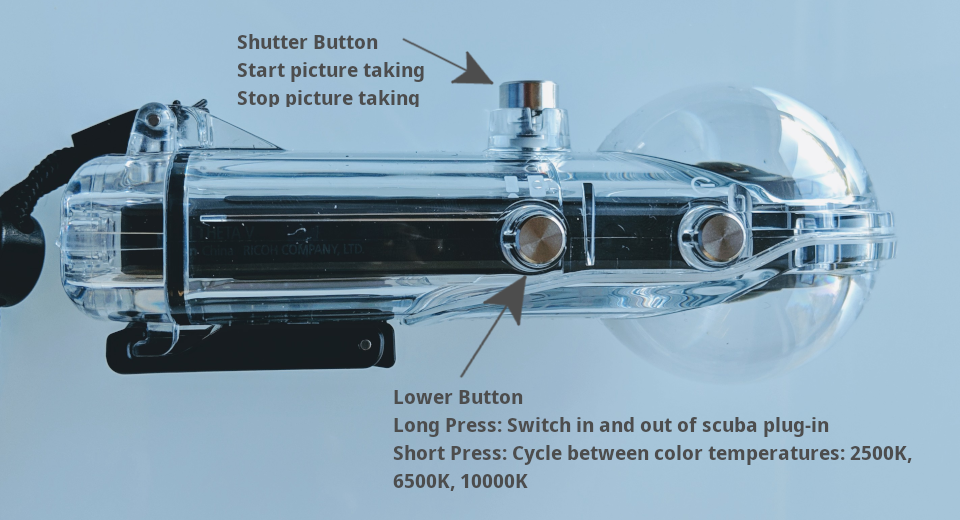 Shutter Button
Start picture taking
Stop picture taking
RICOH COMPANY, LTD.
Lower Button
Long Press: Switch in and out of scuba plug-in
Short Press: Cycle between color temperatures: 2500K,
6500K, 10000K